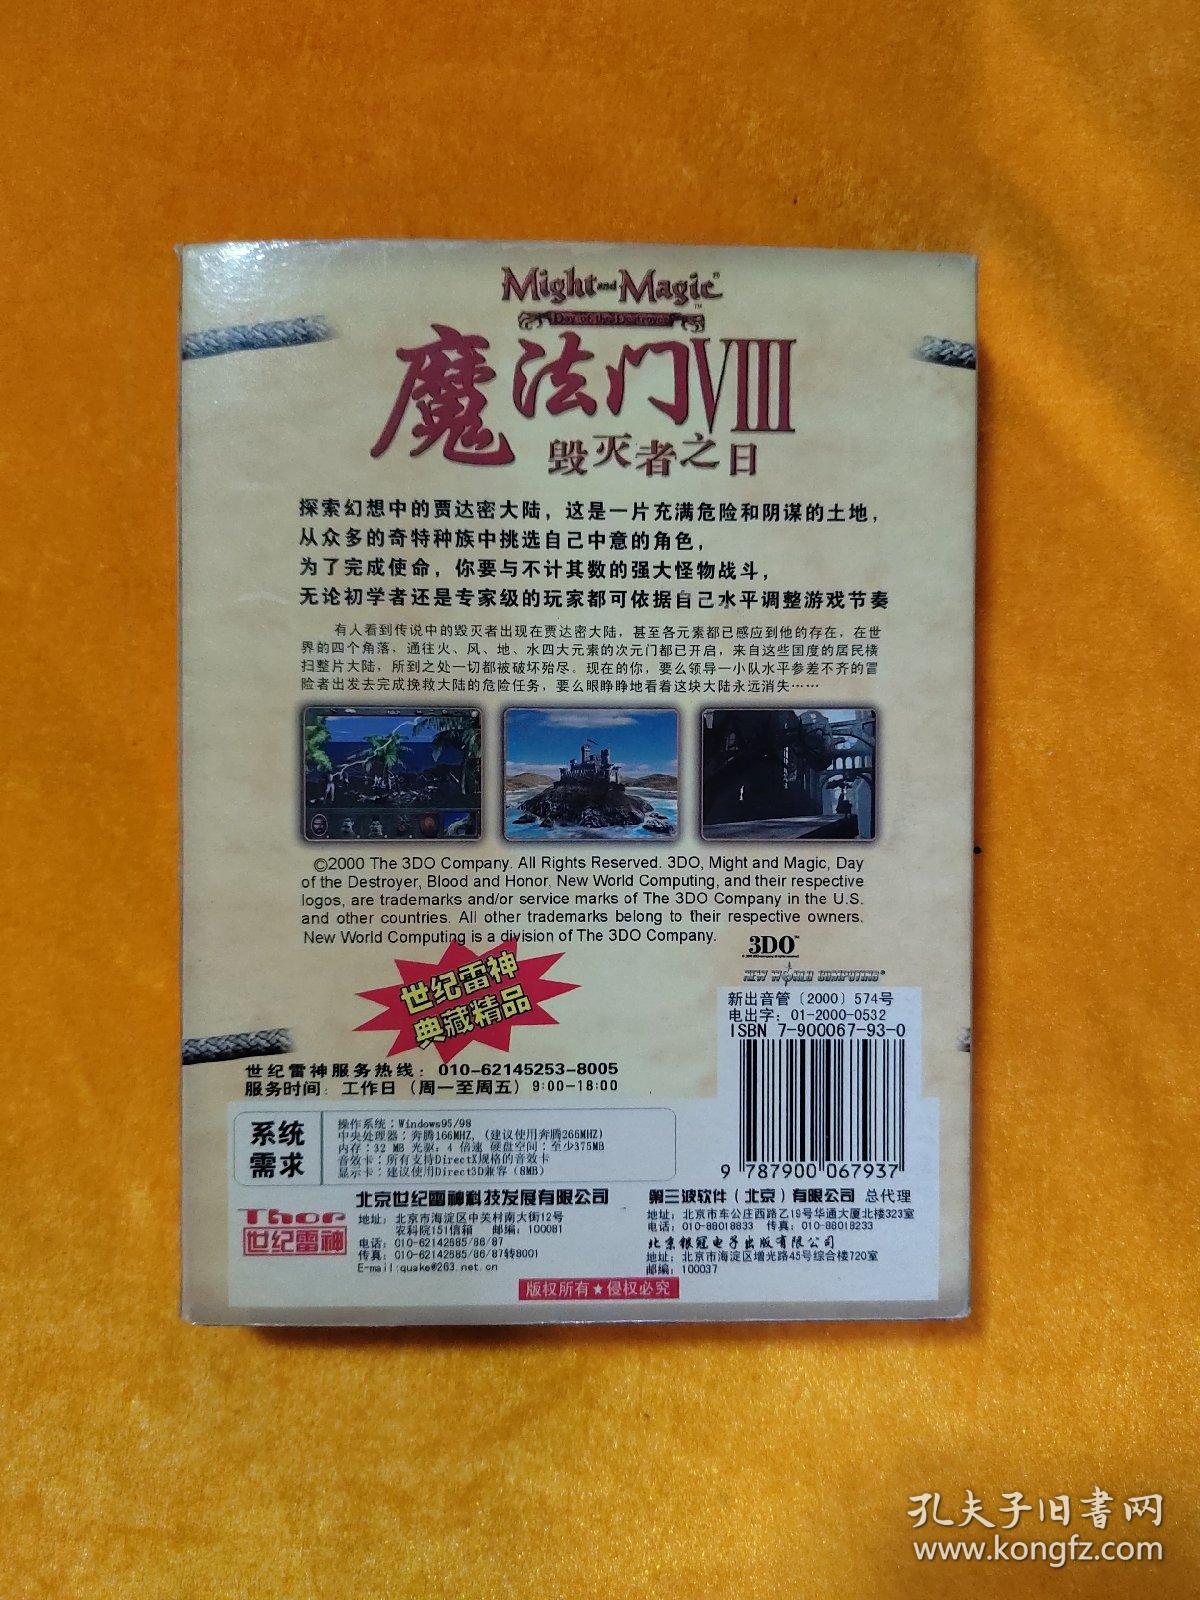 Might and Magic
Day of the Destroyer
魔法门VIII
毁灭者之日
探索幻想中的贾达密大陆，这是一片充满危险和阴谋的土地，
从众多的奇特种族中挑选自己中意的角色，
为了完成使命，你要与不计其数的强大怪物战斗，
无论初学者还是专家级的玩家都可依据自己水平调整游戏节奏
有人看到传说中的毁灭者出现在贾达密大陆，甚至各元素都已感应到他的存在，在世
界的四个角落，通往火、风、地、水四大元素的次元门都已开启，来自这些国度的居民横
扫整片大陆，所到之处一切都被破坏殆尽。现在的你，要么领导一小队水平参差不齐的冒
险者出发去完成挽救大陆的危险任务，要么眼睁睁地看着这块大陆永远消失……
©2000 The 3DO Company. All Rights Reserved. 3DO, Might and Magic, Day
of the Destroyer, Blood and Honor, New World Computing, and their respective
logos, are trademarks and/or service marks of The 3DO Company in the U.S.
and other countries. All other trademarks belong to their respective owners.
New World Computing is a division of The 3DO Company.
3DO™
NEW WORLD COMPUTING®
世纪雷神
典藏精品
新出音管〔2000〕574号
电出字：01-2000-0532
ISBN 7-900067-93-0
9 787900 067937
世纪雷神服务热线：010-62145253-8005
服务时间：工作日（周一至周五）9:00-18:00
系统
需求
操作系统：Windows95/98
中央处理器：奔腾166MHZ,（建议使用奔腾266MHZ）
内存：32 MB 光驱：4 倍速 硬盘空间：至少375MB
音效卡：所有支持DirectX规格的音效卡
显示卡：建议使用Direct3D兼容（8MB）
Thor
世纪雷神
北京世纪雷神科技发展有限公司
地址：北京市海淀区中关村南大街12号
农科院151信箱 邮编：100081
电话：010-62142585/86/87
传真：010-62142585/86/87转8001
E-mail:quake@263.net.cn
第三波软件（北京）有限公司 总代理
地址：北京市车公庄西路乙19号华通大厦北楼323室
电话：010-88018833 传真：010-88018233
北京银冠电子出版有限公司
地址：北京市海淀区增光路45号综合楼720室
邮编：100037
版权所有★侵权必究
孔夫子旧书网
www.kongfz.com